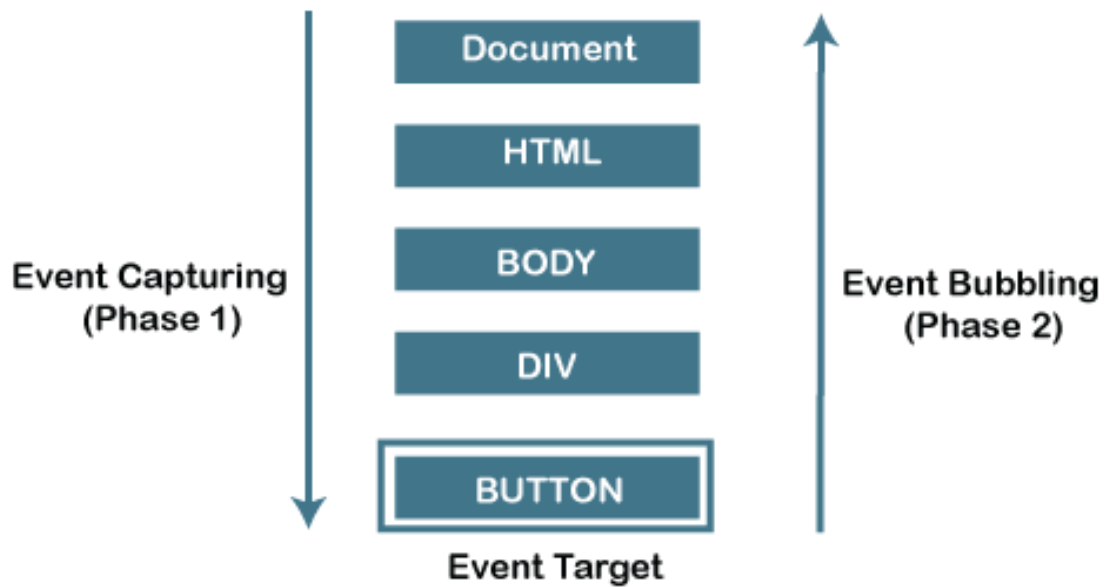 Document
HTML
BODY
Event Capturing
(Phase 1)
Event Bubbling
(Phase 2)
DIV
BUTTON
Event Target